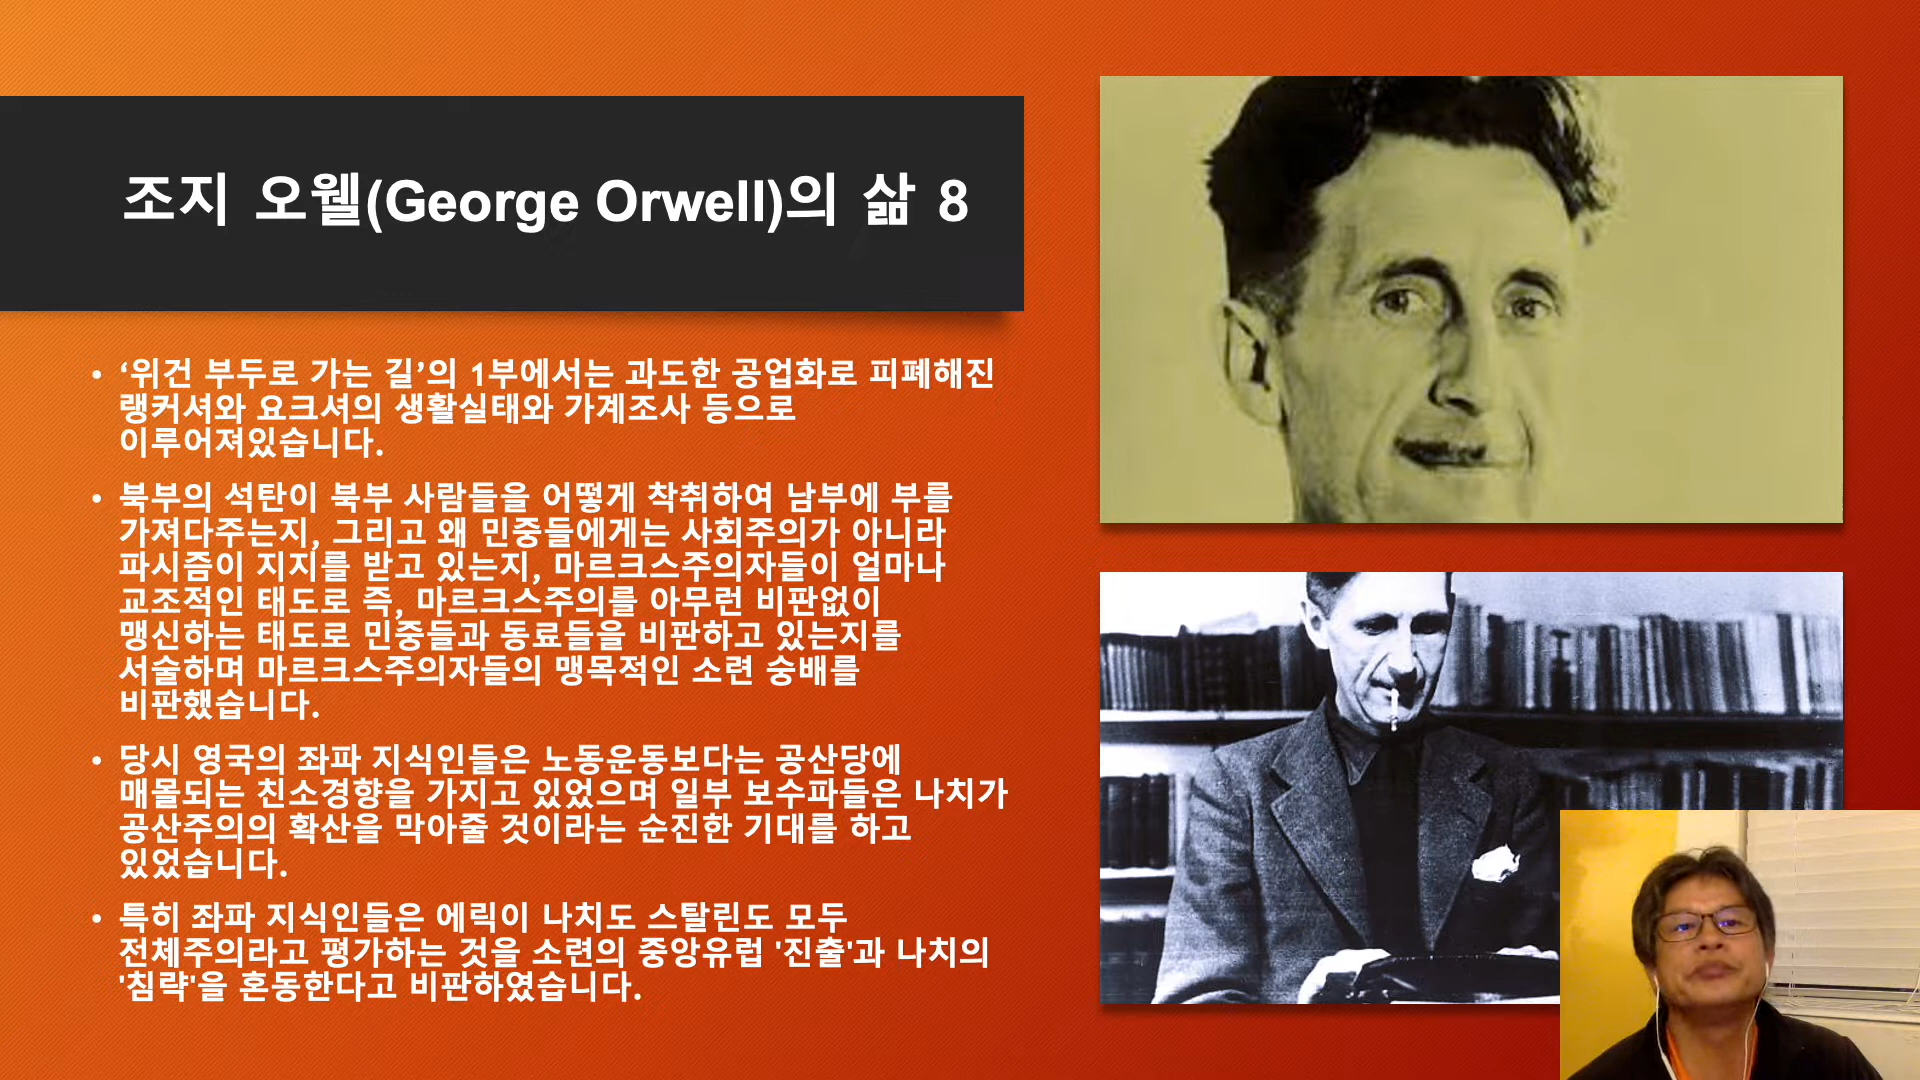 조지 오웰(George Orwell)의 삶 8
• ‘위건 부두로 가는 길’의 1부에서는 과도한 공업화로 피폐해진
랭커셔와 요크셔의 생활실태와 가계조사 등으로
이루어져있습니다.
• 북부의 석탄이 북부 사람들을 어떻게 착취하여 남부에 부를
가져다주는지, 그리고 왜 민중들에게는 사회주의가 아니라
파시즘이 지지를 받고 있는지, 마르크스주의자들이 얼마나
교조적인 태도로 즉, 마르크스주의를 아무런 비판없이
맹신하는 태도로 민중들과 동료들을 비판하고 있는지를
서술하며 마르크스주의자들의 맹목적인 소련 숭배를
비판했습니다.
• 당시 영국의 좌파 지식인들은 노동운동보다는 공산당에
매몰되는 친소경향을 가지고 있었으며 일부 보수파들은 나치가
공산주의의 확산을 막아줄 것이라는 순진한 기대를 하고
있었습니다.
• 특히 좌파 지식인들은 에릭이 나치도 스탈린도 모두
전체주의라고 평가하는 것을 소련의 중앙유럽 '진출'과 나치의
'침략'을 혼동한다고 비판하였습니다.